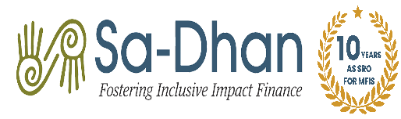 Sa-Dhan
Fostering Inclusive Impact Finance
10 YEARS
AS SRO
FOR MFIS